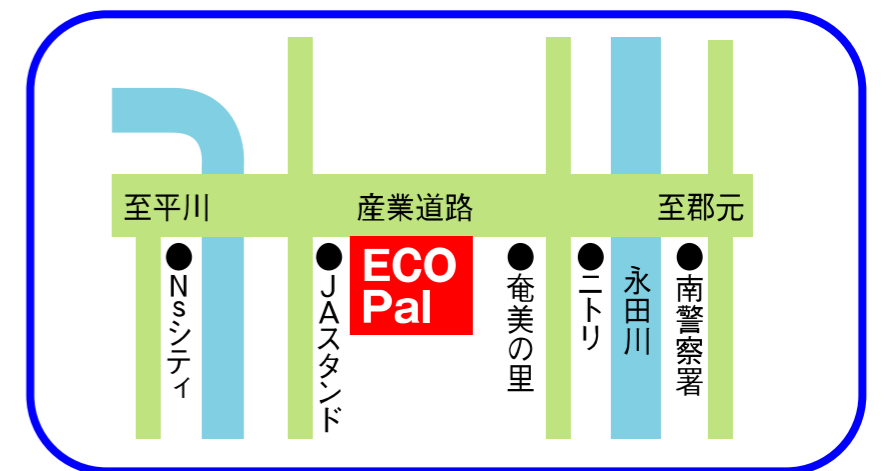 至平川
産業道路
至郡元
Nsシティ
JAスタンド
ECO
Pal
奄美の里
ニトリ
永田川
南警察署